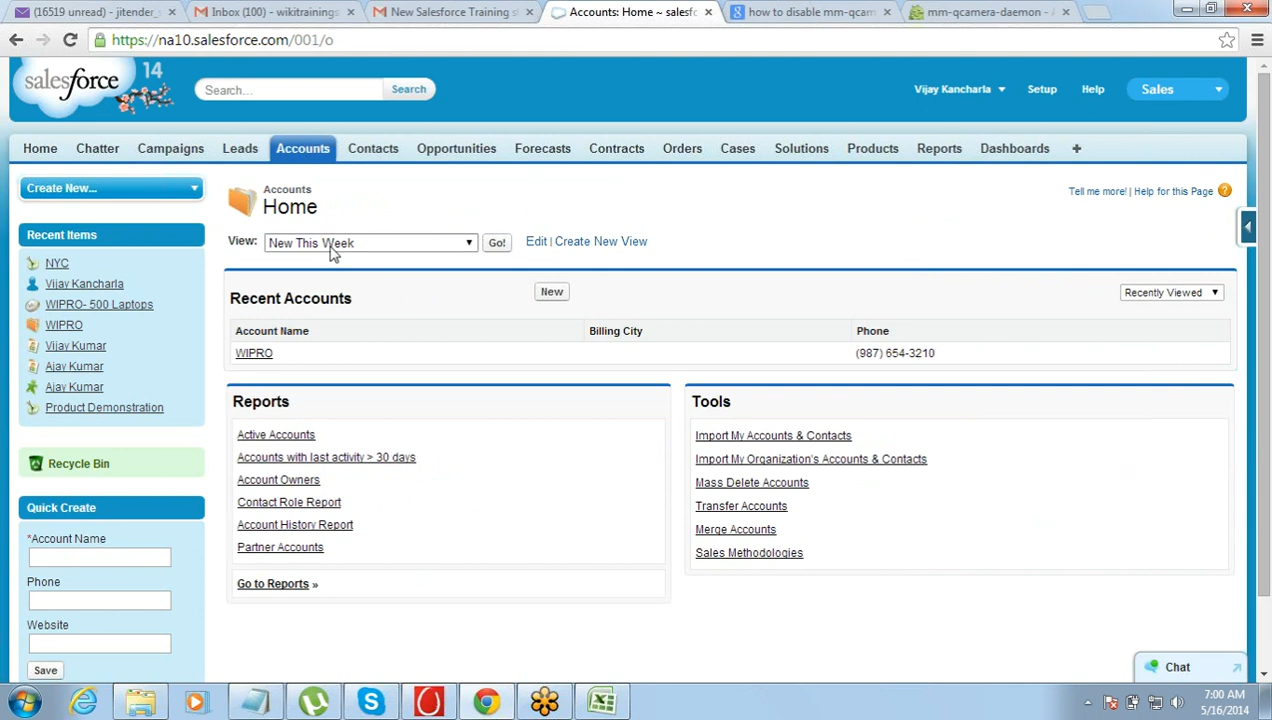 (16519 unread) - jitender_s
Inbox (100) - wikitrainings
New Salesforce Training s
Accounts: Home ~ salesf
how to disable mm-qcam
mm-qcamera-daemon - A
https://na10.salesforce.com/001/o
salesforce
14
Search...
Search
Vijay Kancharla
Setup
Help
Sales
Home
Chatter
Campaigns
Leads
Accounts
Contacts
Opportunities
Forecasts
Contracts
Orders
Cases
Solutions
Products
Reports
Dashboards
+
Create New...
Accounts
Home
Tell me more! | Help for this Page
?
View:
New This Week
Go!
Edit | Create New View
Recent Items
NYC
Vijay Kancharla
WIPRO- 500 Laptops
WIPRO
Vijay Kumar
Ajay Kumar
Ajay Kumar
Product Demonstration
Recycle Bin
Quick Create
*Account Name
Phone
Website
Save
Recent Accounts
New
Recently Viewed
Account Name
Billing City
Phone
WIPRO
(987) 654-3210
Reports
Active Accounts
Accounts with last activity > 30 days
Account Owners
Contact Role Report
Account History Report
Partner Accounts
Go to Reports »
Tools
Import My Accounts & Contacts
Import My Organization's Accounts & Contacts
Mass Delete Accounts
Transfer Accounts
Merge Accounts
Sales Methodologies
Chat
7:00 AM
5/16/2014